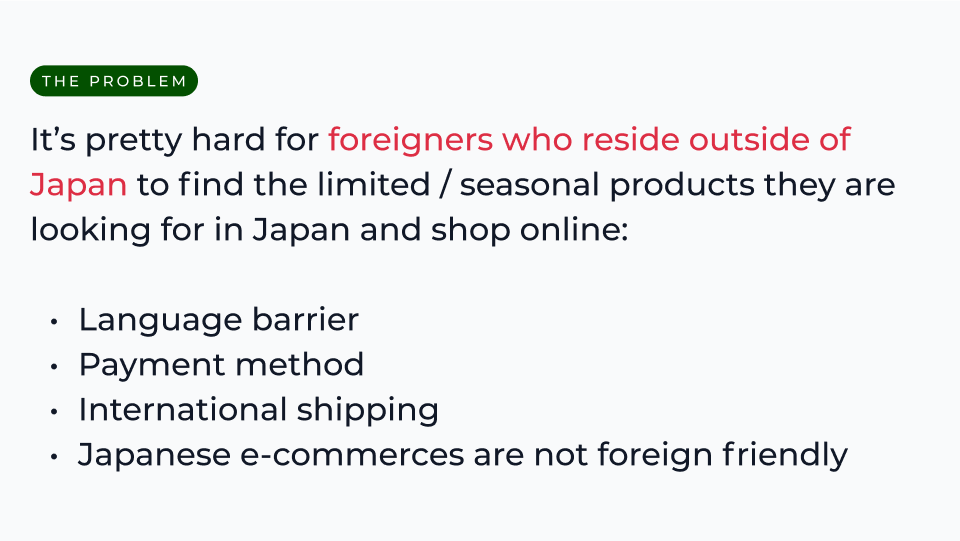 THE PROBLEM
It’s pretty hard for foreigners who reside outside of
Japan to find the limited / seasonal products they are
looking for in Japan and shop online:
• Language barrier
• Payment method
• International shipping
• Japanese e-commerces are not foreign friendly